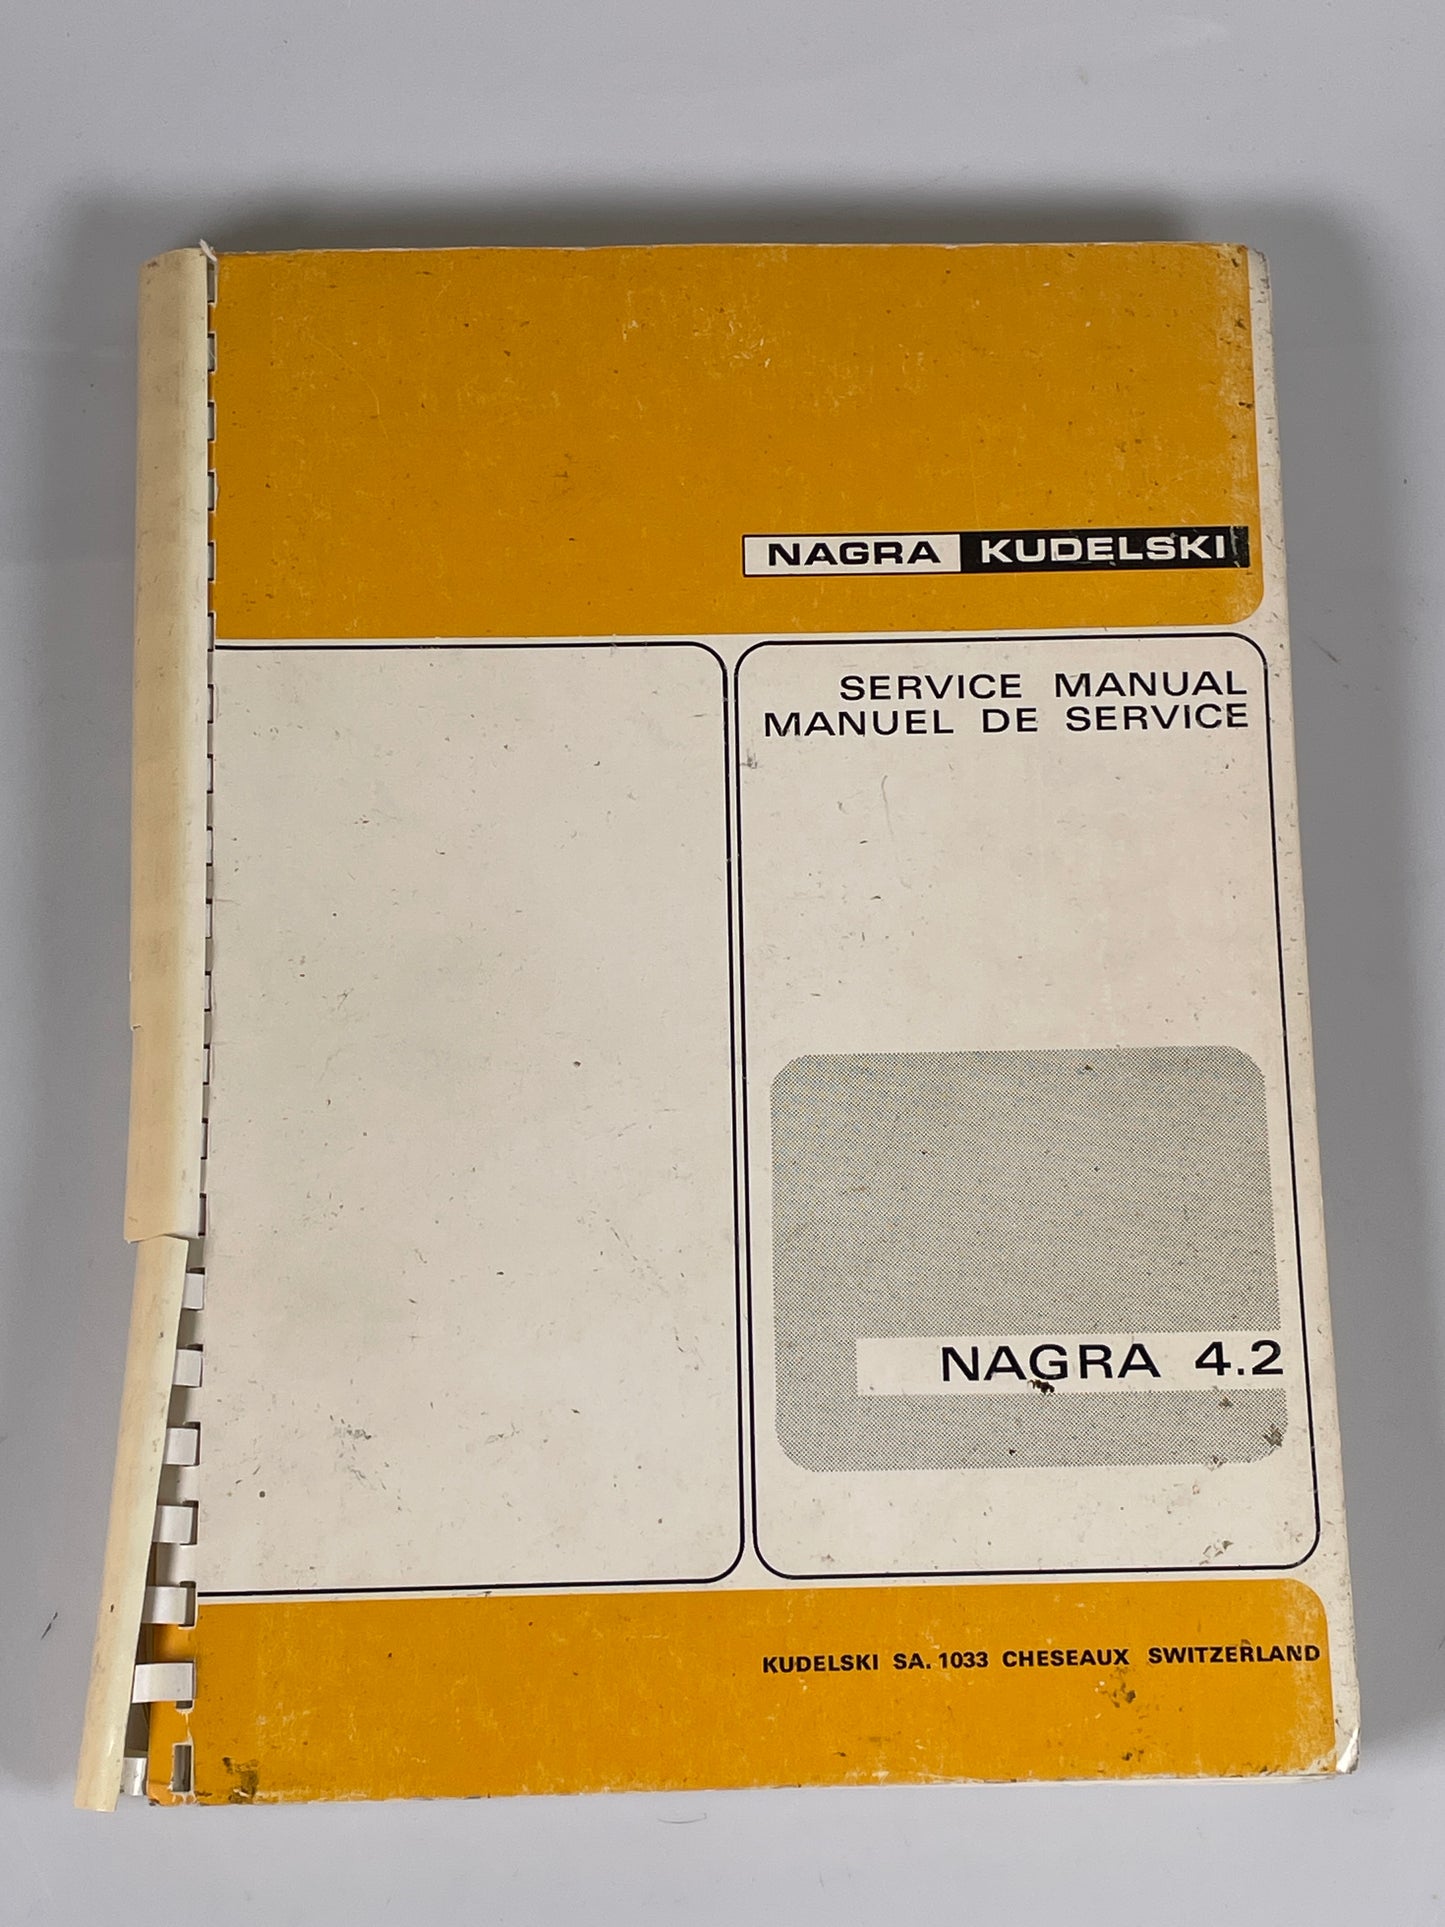 NAGRA KUDELSKI
SERVICE MANUAL
MANUEL DE SERVICE
NAGRA 4.2
KUDELSKI SA. 1033 CHESEAUX SWITZERLAND